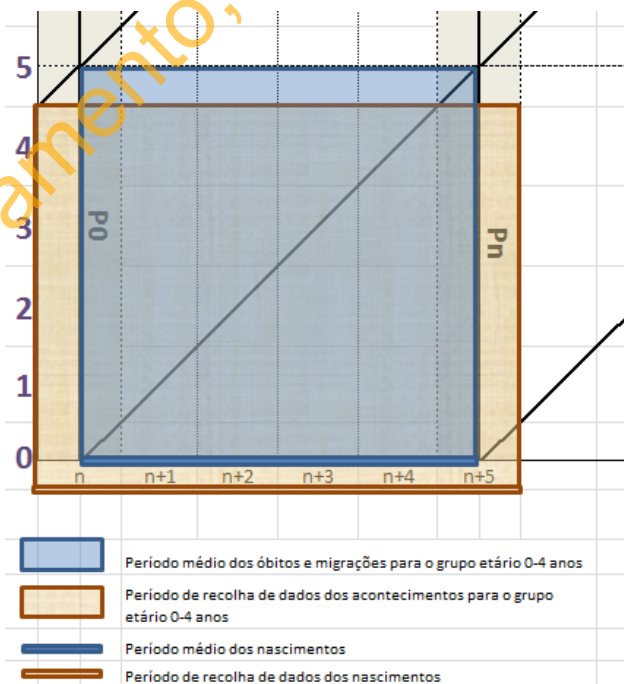 amento,
5
4
3
2
1
0
P0
Pn
n n+1 n+2 n+3 n+4 n+5
Período médio dos óbitos e migrações para o grupo etário 0-4 anos
Período de recolha de dados dos acontecimentos para o grupo
etário 0-4 anos
Período médio dos nascimentos
Período de recolha de dados dos nascimentos